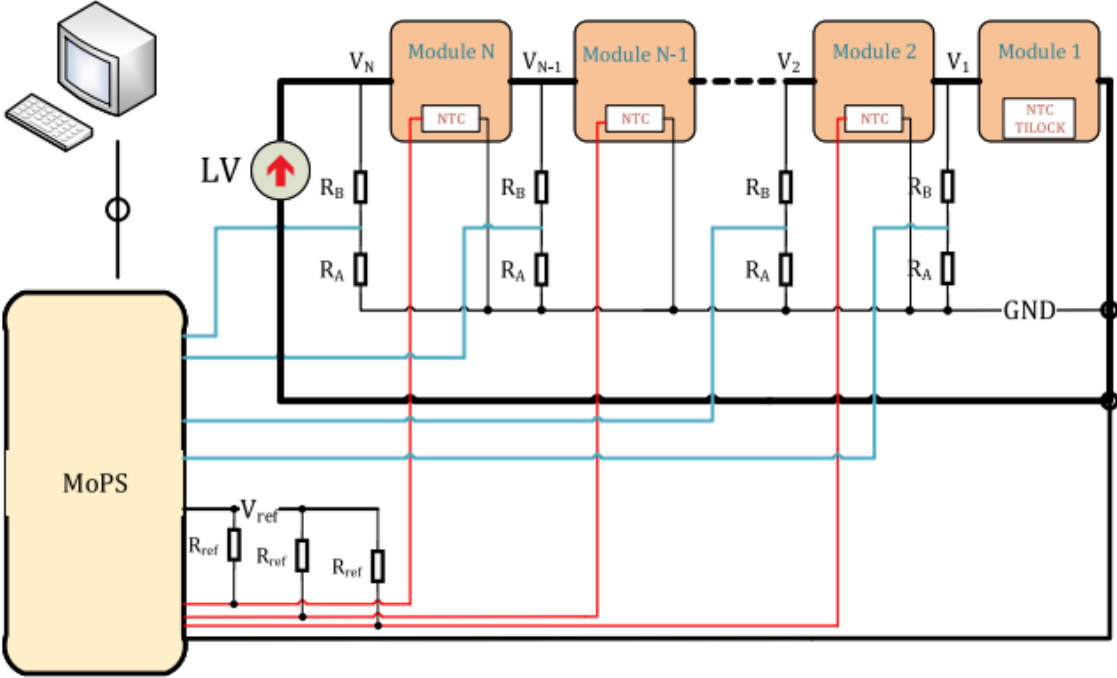 Module N
Module N-1
Module 2
Module 1
V_N
V_N-1
V_2
V_1
NTC
NTC
NTC
NTC
TILOCK
LV
R_B
R_B
R_B
R_B
R_A
R_A
R_A
R_A
GND
MoPS
V_ref
R_ref
R_ref
R_ref